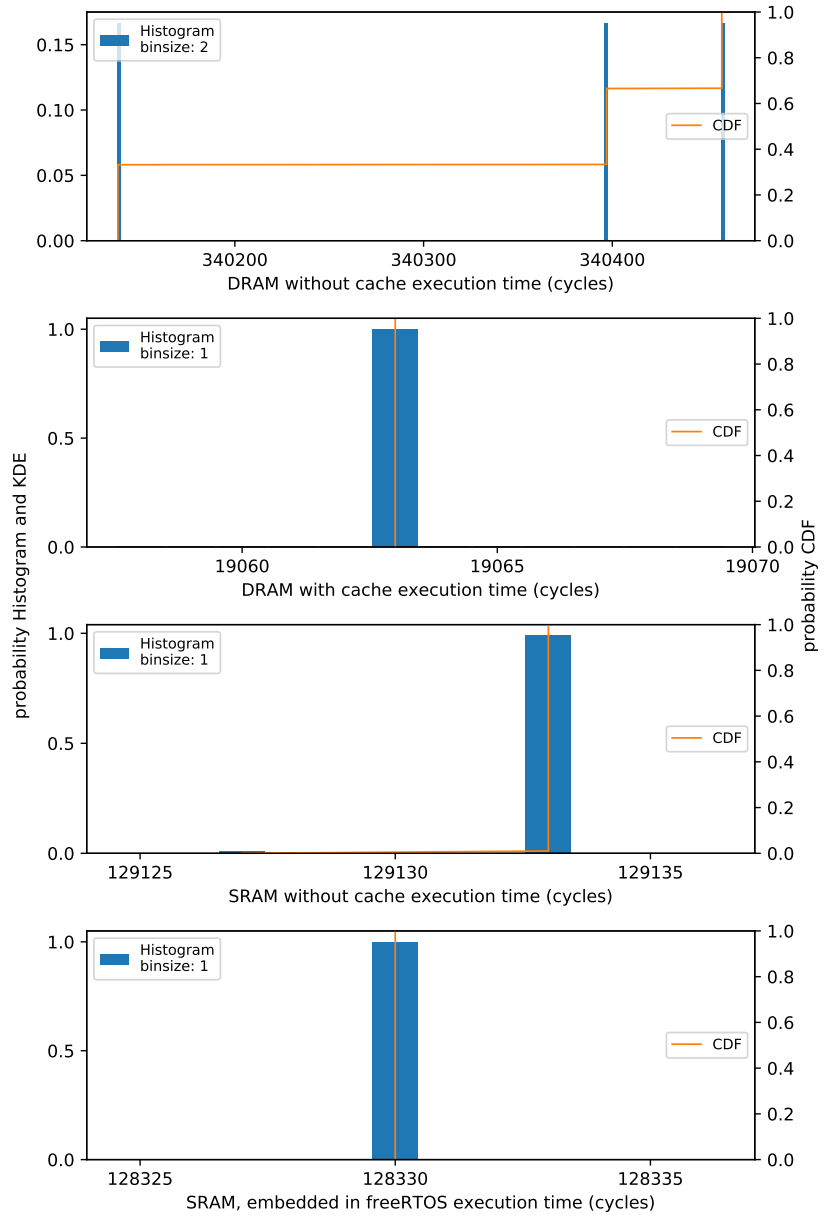 Histogram
binsize: 2
CDF
0.15
0.10
0.05
0.00
1.0
0.8
0.6
0.4
0.2
0.0
340200 340300 340400
DRAM without cache execution time (cycles)
Histogram
binsize: 1
CDF
1.0
0.5
0.0
1.0
0.8
0.6
0.4
0.2
0.0
19060 19065 19070
DRAM with cache execution time (cycles)
probability Histogram and KDE
probability CDF
Histogram
binsize: 1
CDF
1.0
0.5
0.0
1.0
0.8
0.6
0.4
0.2
0.0
129125 129130 129135
SRAM without cache execution time (cycles)
Histogram
binsize: 1
CDF
1.0
0.5
0.0
1.0
0.8
0.6
0.4
0.2
0.0
128325 128330 128335
SRAM, embedded in freeRTOS execution time (cycles)